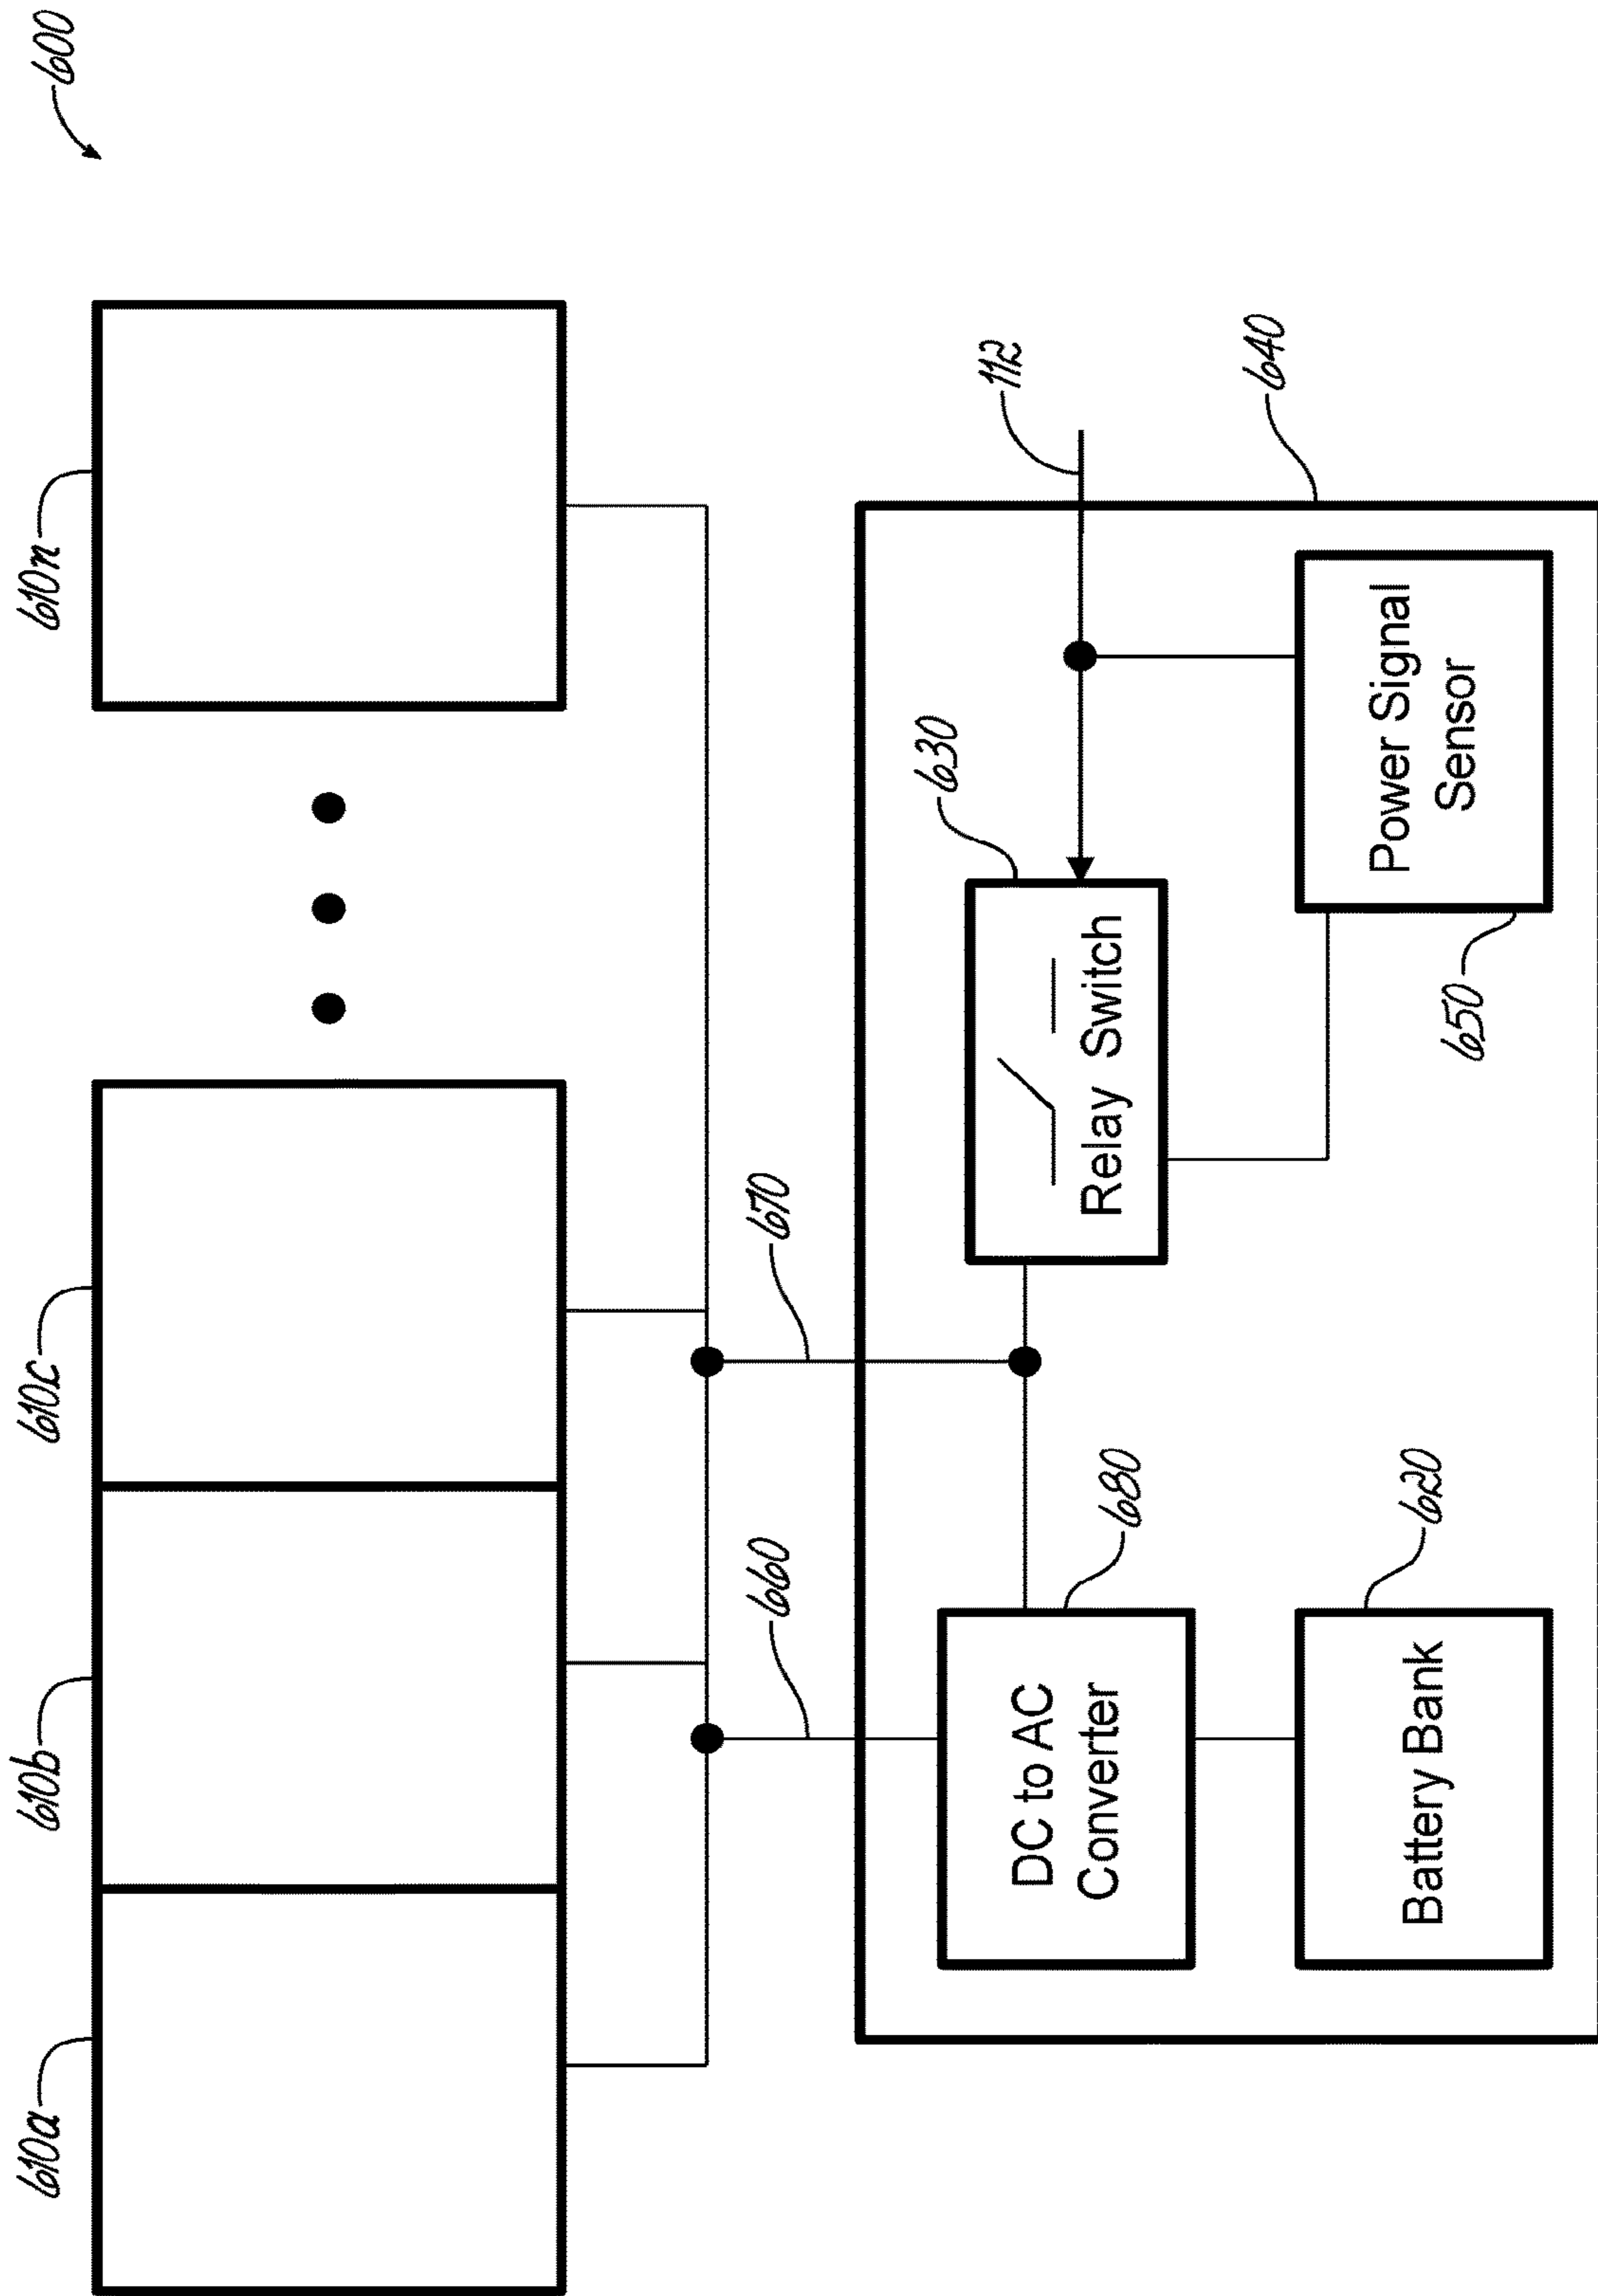 600
610a
610b
610c
610n
660
670
112
640
630
Relay Switch
680
DC to AC
Converter
620
Battery Bank
650
Power Signal
Sensor